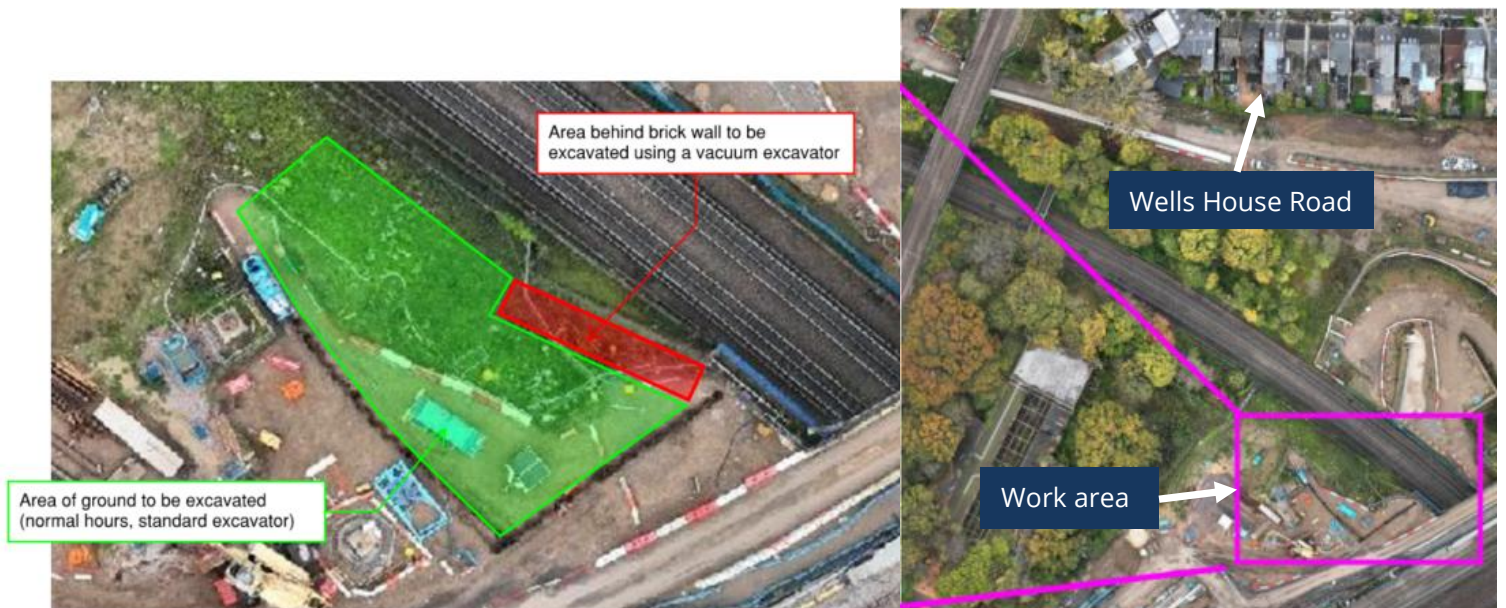 Area behind brick wall to be
excavated using a vacuum excavator
Area of ground to be excavated
(normal hours, standard excavator)
Wells House Road
Work area